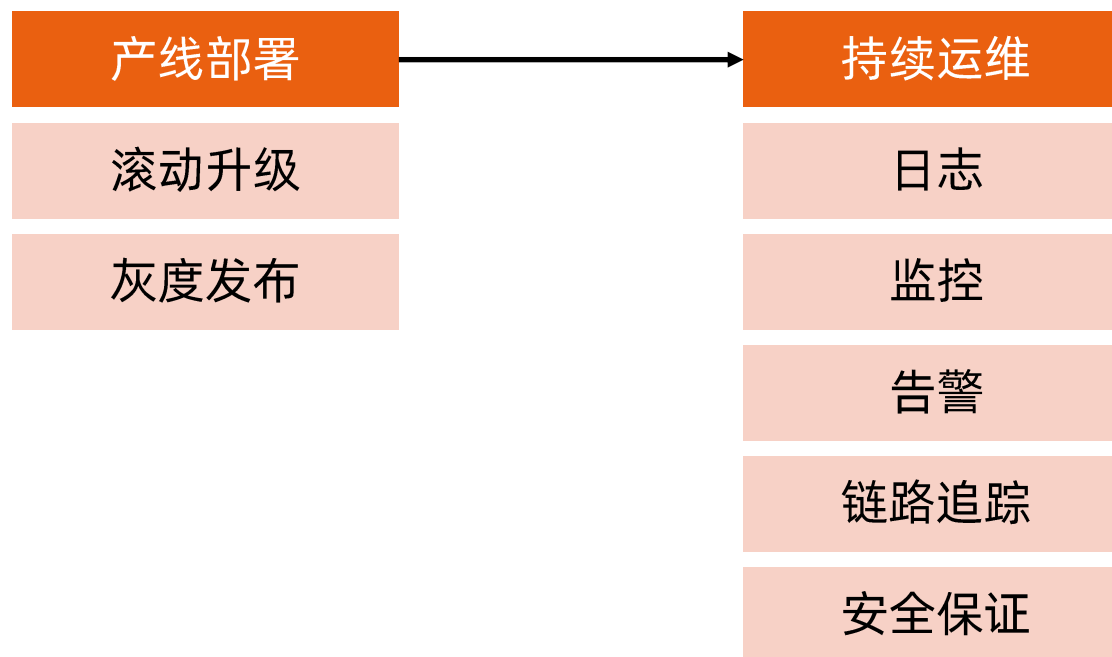 产线部署
滚动升级
灰度发布
持续运维
日志
监控
告警
链路追踪
安全保证